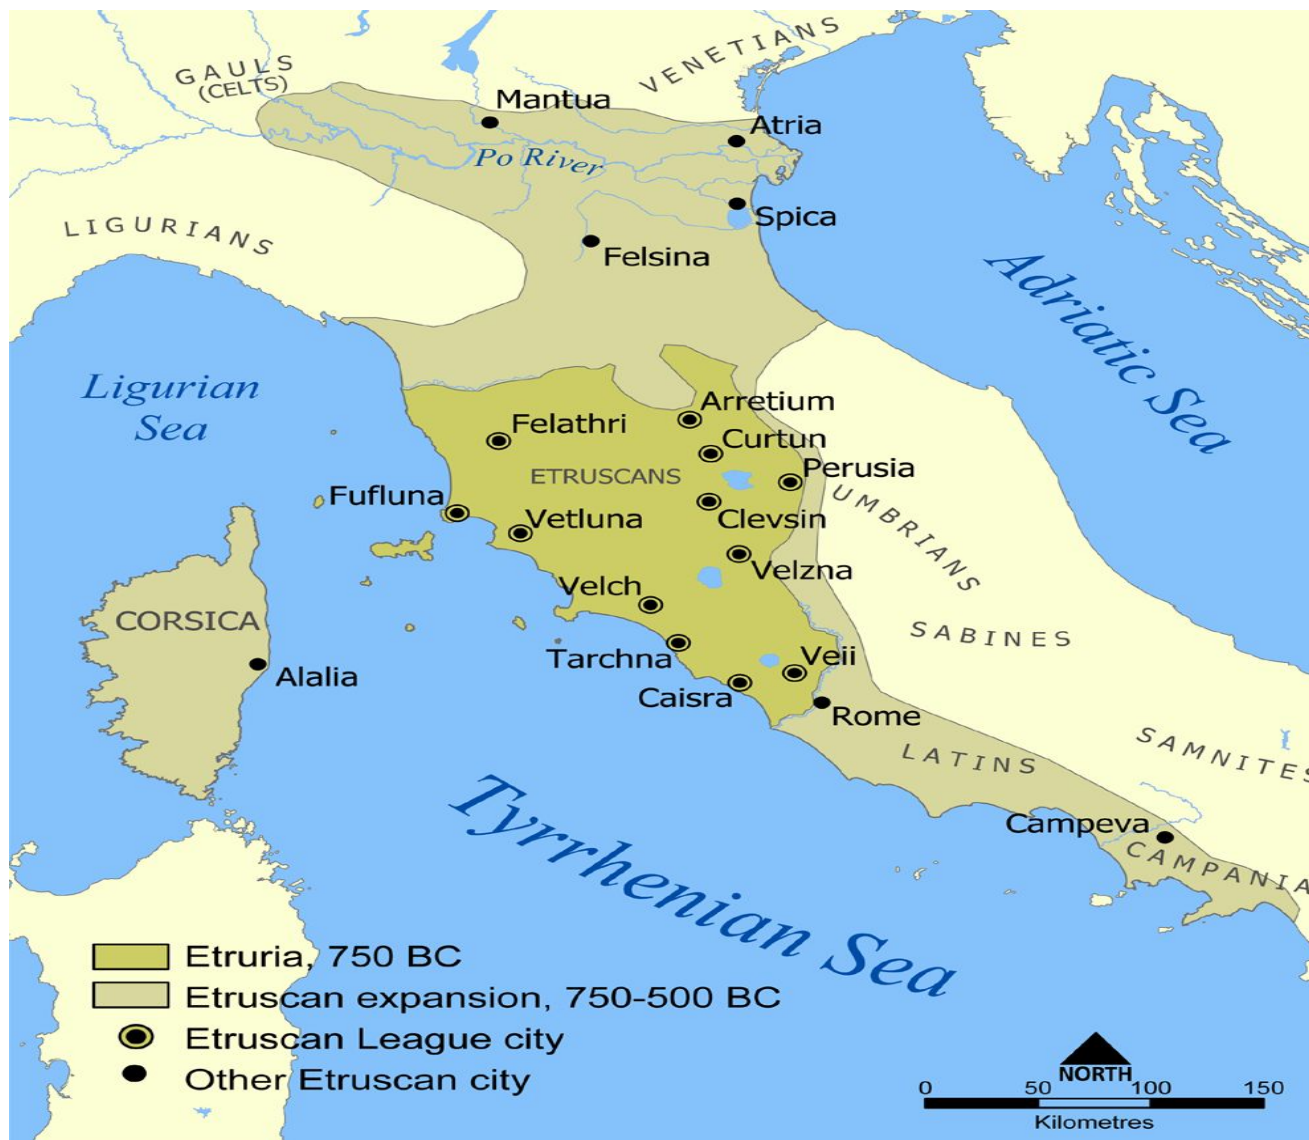 GAULS
(CELTS)
VENETIANS
Mantua
Atria
Po River
Spica
LIGURIANS
Felsina
Adriatic Sea
Ligurian
Sea
Arretium
Felathri
Curtun
ETRUSCANS
Perusia
Fufluna
UMBRIANS
Vetluna
Clevsin
Velzna
Velch
CORSICA
SABINES
Tarchna
Veii
Alalia
Caisra
Rome
LATINS
SAMNITES
Tyrrhenian Sea
Campeva
CAMPANIA
Etruria, 750 BC
Etruscan expansion, 750-500 BC
Etruscan League city
Other Etruscan city
NORTH
0 50 100 150
Kilometres